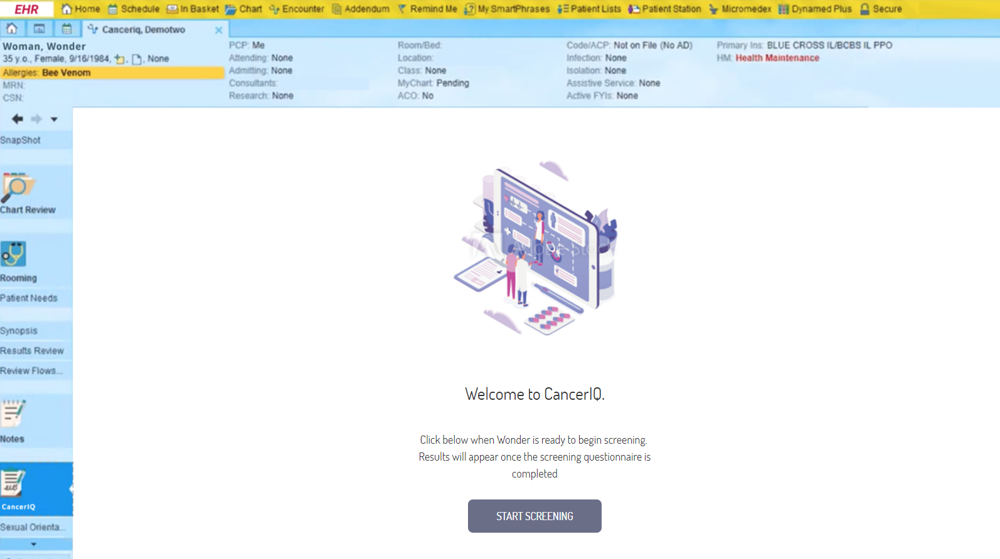 EHR Home Schedule In Basket Chart Encounter Addendum Remind Me My SmartPhrases Patient Lists Patient Station Micromedex Dynamed Plus Secure
Canceriq, Demotwo
Woman, Wonder
35 y.o., Female, 9/16/1984, , , None
Allergies: Bee Venom
MRN:
CSN:
PCP: Me
Attending: None
Admitting: None
Consultants:
Research: None
Room/Bed:
Location:
Class: None
MyChart: Pending
ACO: No
Code/ACP: Not on File (No AD)
Infection: None
Isolation: None
Assistive Service: None
Active FYIs: None
Primary Ins: BLUE CROSS IL/BCBS IL PPO
HM: Health Maintenance
SnapShot
Chart Review
Rooming
Patient Needs
Synopsis
Results Review
Review Flows...
Notes
CancerIQ
Sexual Orienta...
Adobe Stock
Welcome to CancerIQ.
Click below when Wonder is ready to begin screening.
Results will appear once the screening questionnaire is
completed
START SCREENING